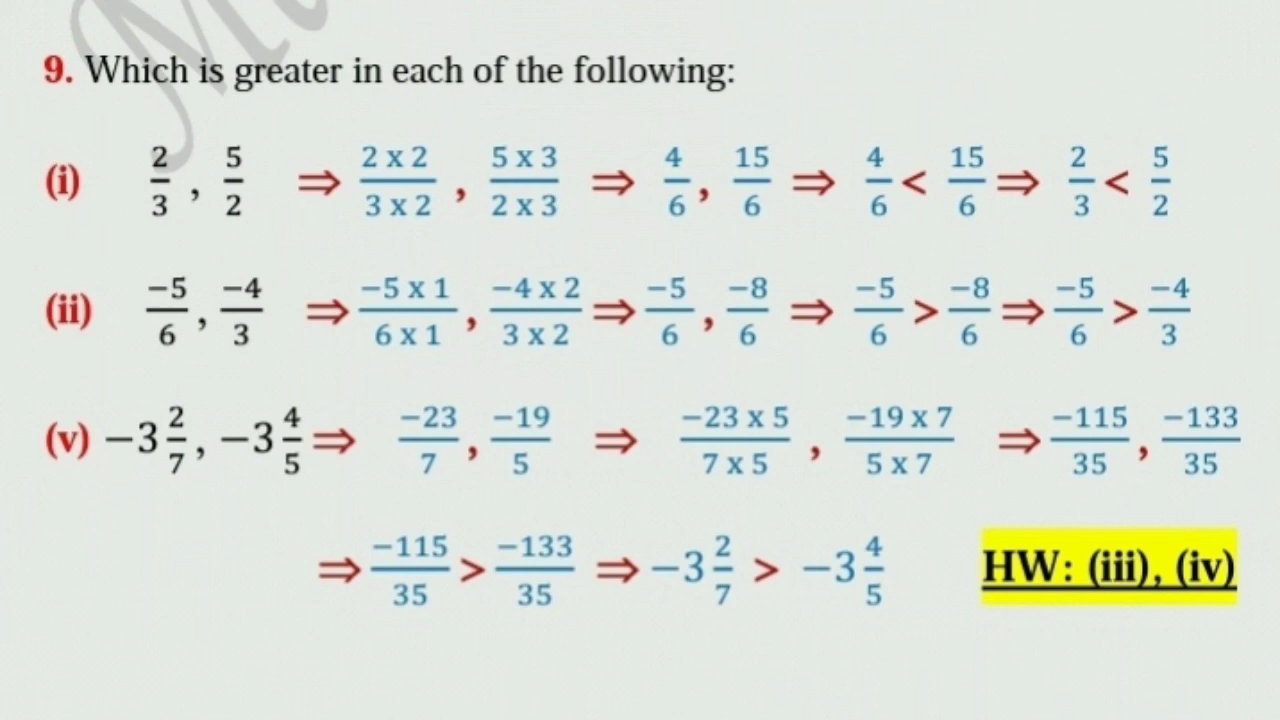 9. Which is greater in each of the following:
(i) 2/3 , 5/2 ⇒ 2 x 2/3 x 2 , 5 x 3/2 x 3 ⇒ 4/6 , 15/6 ⇒ 4/6 < 15/6 ⇒ 2/3 < 5/2
(ii) −5/6 , −4/3 ⇒ −5 x 1/6 x 1 , −4 x 2/3 x 2 ⇒ −5/6 , −8/6 ⇒ −5/6 > −8/6 ⇒ −5/6 > −4/3
(v) −3 2/7 , −3 4/5 ⇒ −23/7 , −19/5 ⇒ −23 x 5/7 x 5 , −19 x 7/5 x 7 ⇒ −115/35 , −133/35
⇒ −115/35 > −133/35 ⇒ −3 2/7 > −3 4/5 HW: (iii), (iv)